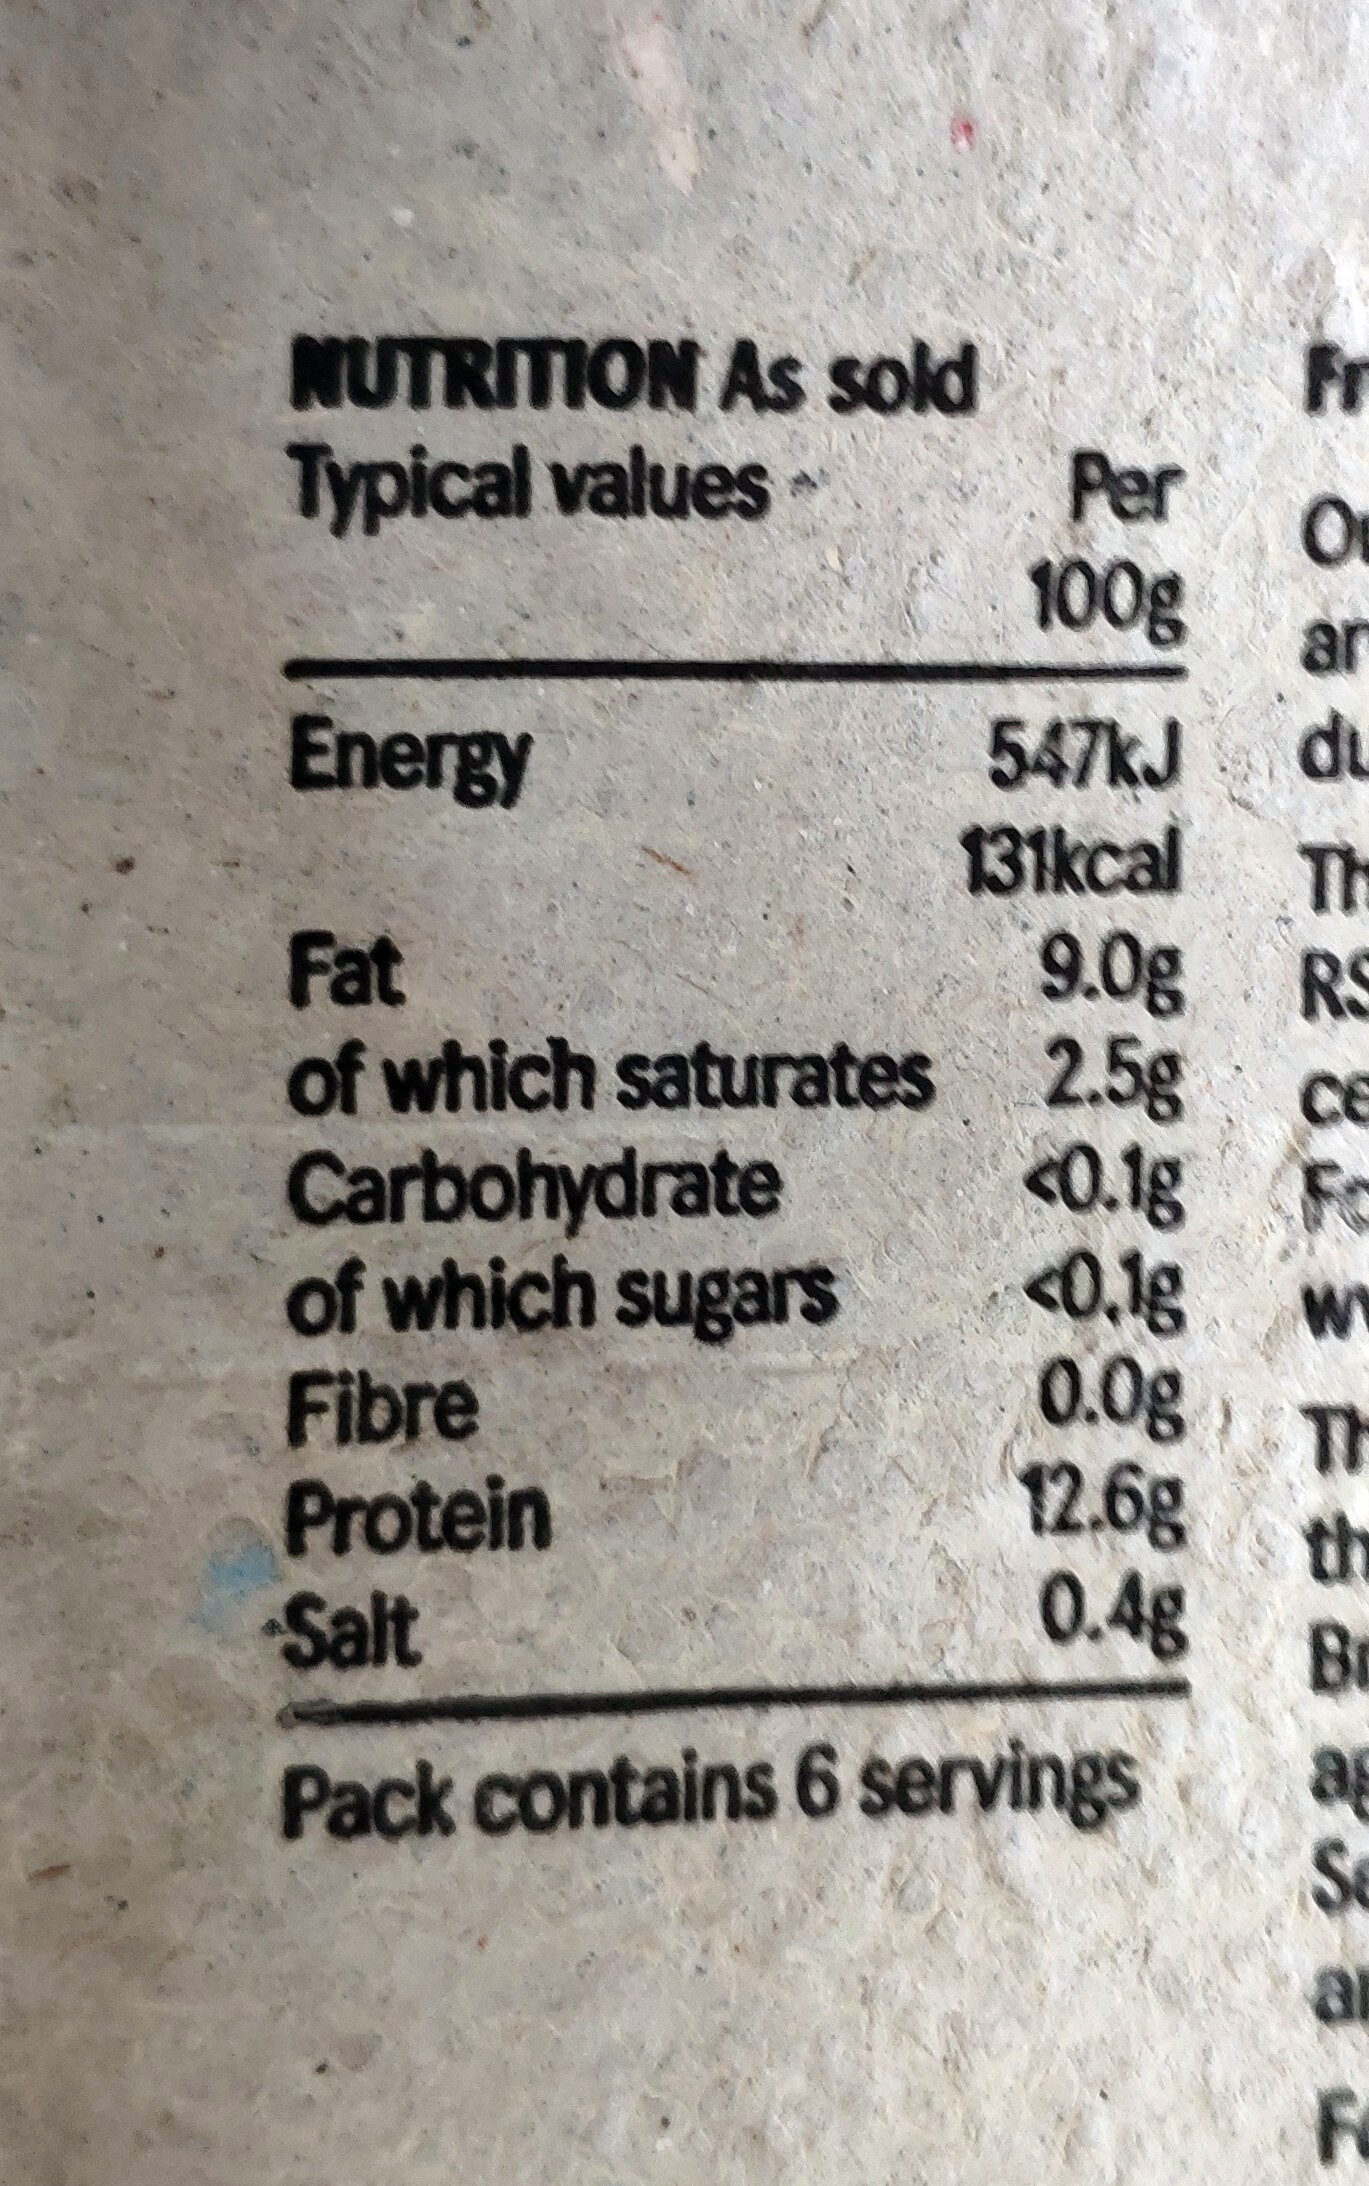 NUTRITION As sold
Typical values Per
100g
Energy 547kJ
131kcal
Fat 9.0g
of which saturates 2.5g
Carbohydrate <0.1g
of which sugars <0.1g
Fibre 0.0g
Protein 12.6g
Salt 0.4g
Pack contains 6 servings